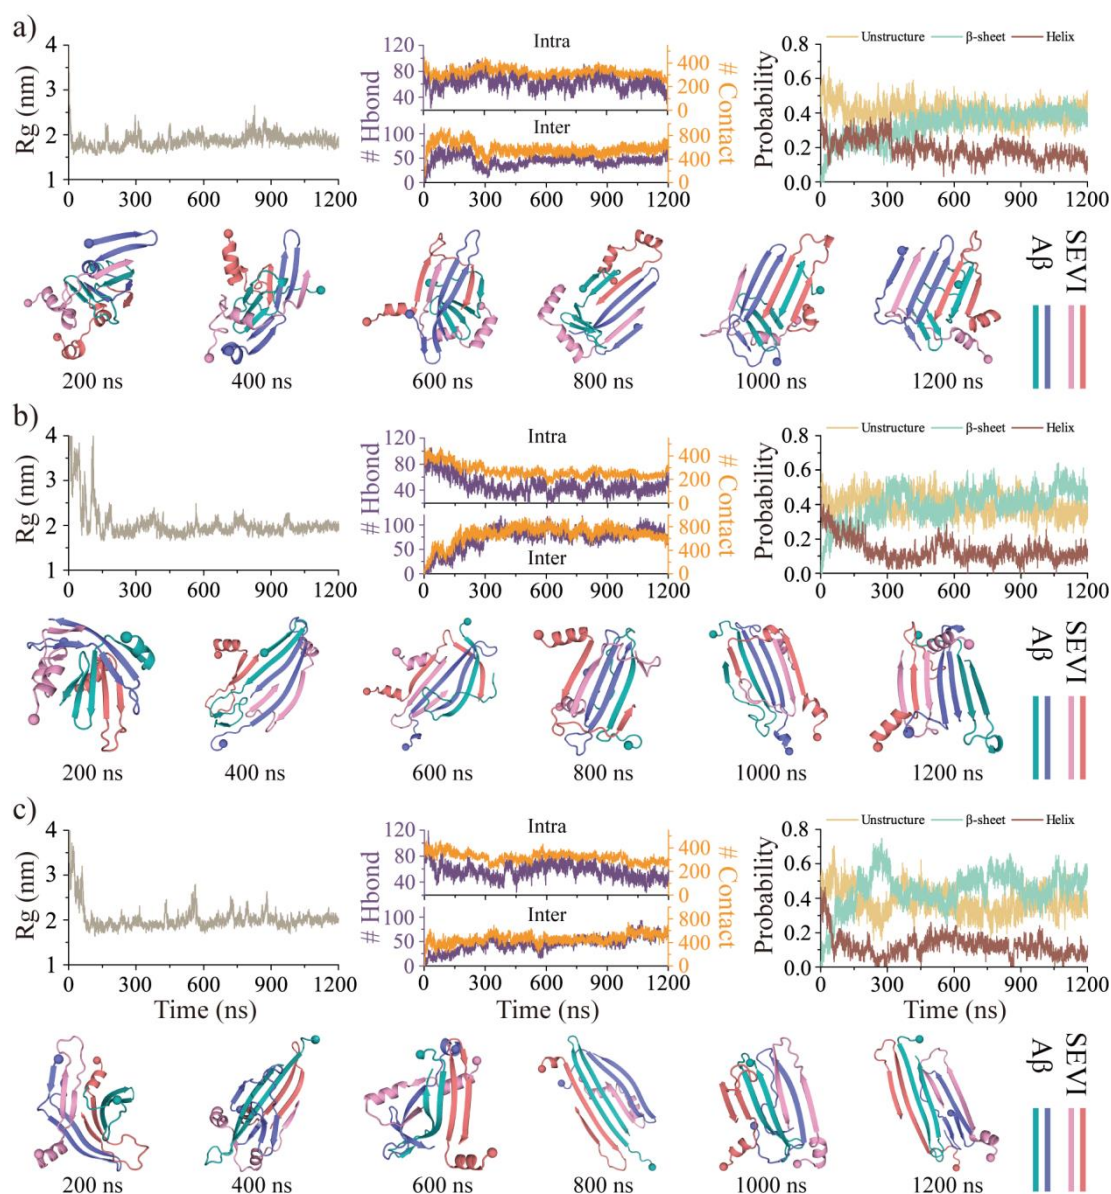 a)
Rg (nm)
4
3
2
1
0 300 600 900 1200
# Hbond
120
80
40
Intra
400
200
0
# Contact
100
50
0
Inter
800
400
0
0 300 600 900 1200
Probability
Unstructure β-sheet Helix
0.8
0.6
0.4
0.2
0.0
0 300 600 900 1200
200 ns 400 ns 600 ns 800 ns 1000 ns 1200 ns
SEVI
Aβ
b)
Rg (nm)
4
3
2
1
0 300 600 900 1200
# Hbond
120
80
40
Intra
400
200
0
# Contact
100
50
0
Inter
800
400
0
0 300 600 900 1200
Probability
Unstructure β-sheet Helix
0.8
0.6
0.4
0.2
0.0
0 300 600 900 1200
200 ns 400 ns 600 ns 800 ns 1000 ns 1200 ns
SEVI
Aβ
c)
Rg (nm)
4
3
2
1
0 300 600 900 1200
Time (ns)
# Hbond
120
80
40
Intra
400
200
0
# Contact
100
50
0
Inter
800
400
0
0 300 600 900 1200
Time (ns)
Probability
Unstructure β-sheet Helix
0.8
0.6
0.4
0.2
0.0
0 300 600 900 1200
Time (ns)
200 ns 400 ns 600 ns 800 ns 1000 ns 1200 ns
SEVI
Aβ